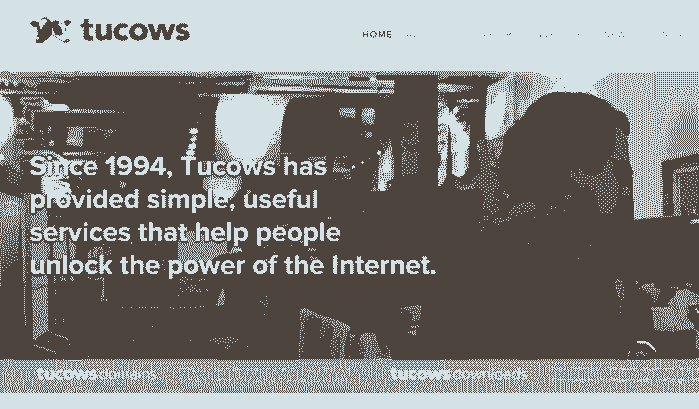 tucows
HOME
Since 1994, Tucows has
provided simple, useful
services that help people
unlock the power of the Internet.
tucows domains
tucows downloads